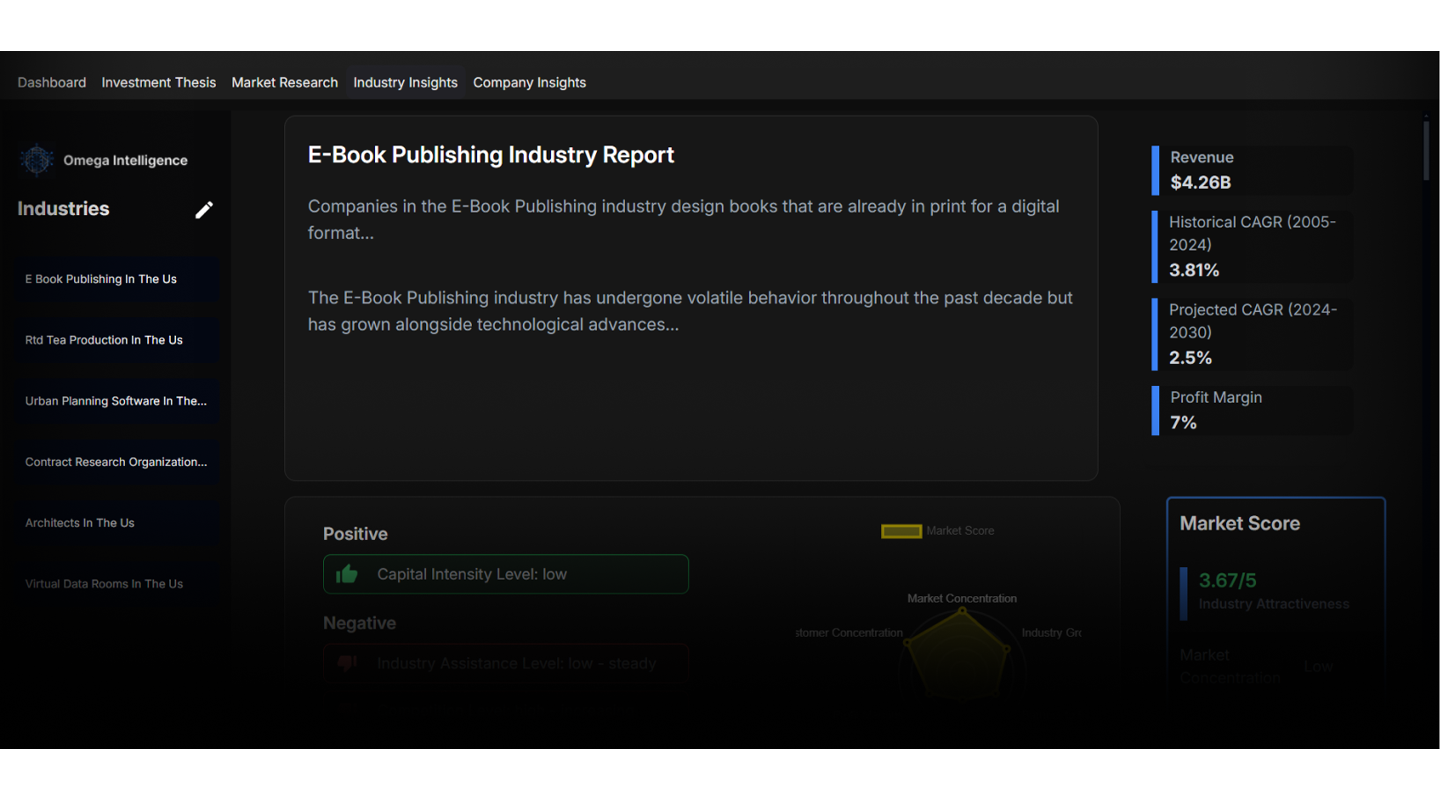 Dashboard Investment Thesis Market Research Industry Insights Company Insights
Omega Intelligence
Industries
E Book Publishing In The Us
Rtd Tea Production In The Us
Urban Planning Software In The...
Contract Research Organization...
Architects In The Us
Virtual Data Rooms In The Us
E-Book Publishing Industry Report
Companies in the E-Book Publishing industry design books that are already in print for a digital
format...
The E-Book Publishing industry has undergone volatile behavior throughout the past decade but
has grown alongside technological advances...
Revenue
$4.26B
Historical CAGR (2005-
2024)
3.81%
Projected CAGR (2024-
2030)
2.5%
Profit Margin
7%
Positive
Capital Intensity Level: low
Negative
Industry Assistance Level: low - steady
Market Score
Market Concentration
stomer Concentration
Industry Gro
Market Score
3.67/5
Industry Attractiveness
Market
Concentration
Low